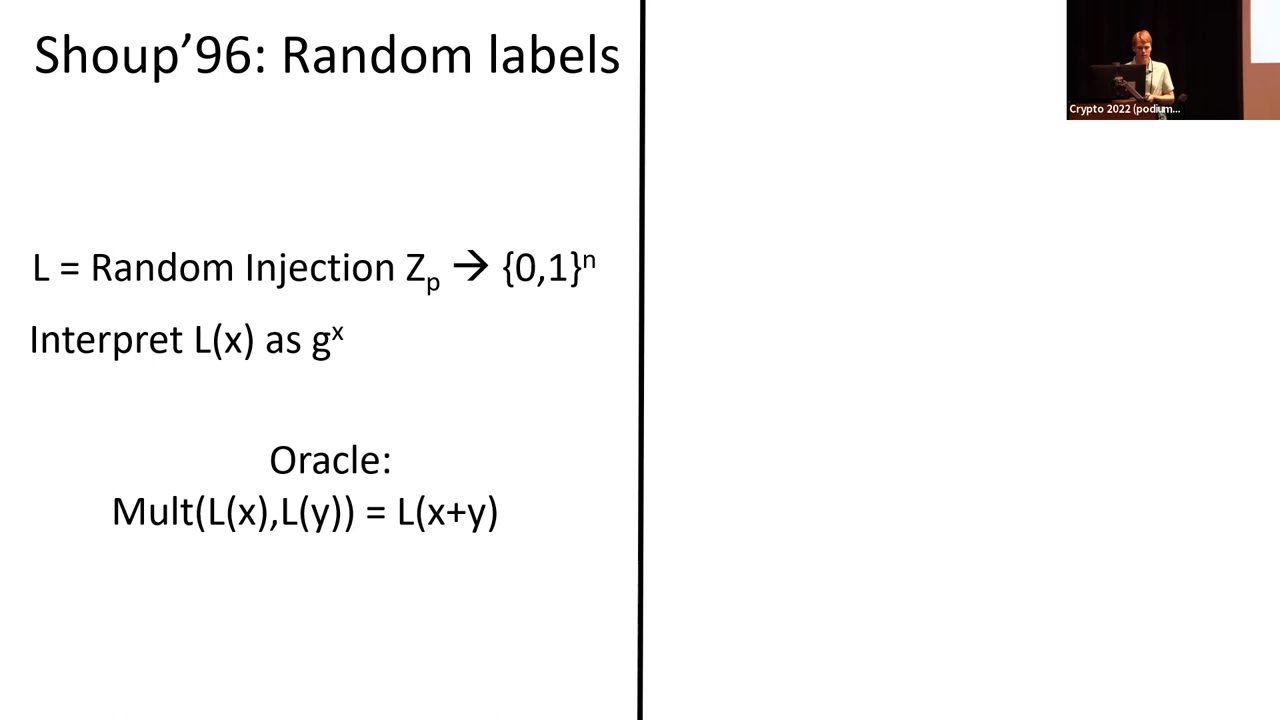 Shoup’96: Random labels
Crypto 2022 (podium...
L = Random Injection Zₚ → {0,1}ⁿ
Interpret L(x) as gˣ
Oracle:
Mult(L(x),L(y)) = L(x+y)